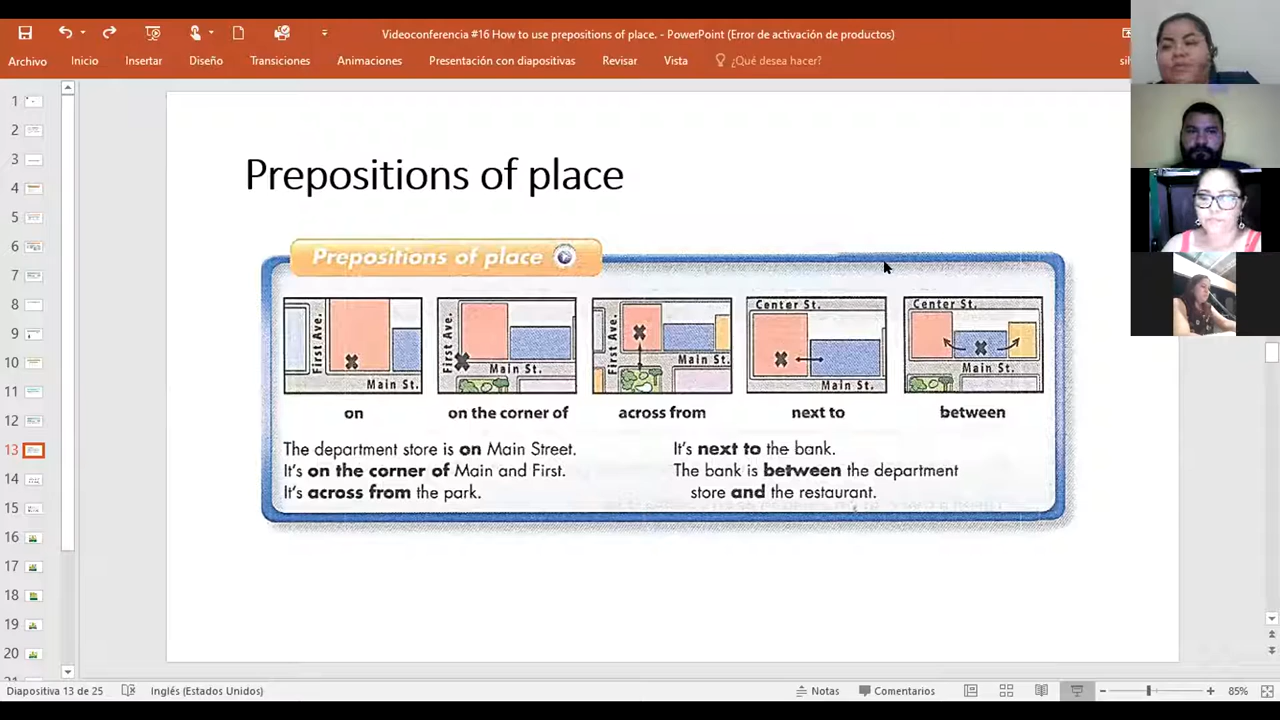 Videoconferencia #16 How to use prepositions of place. - PowerPoint (Error de activación de productos)
Archivo Inicio Insertar Diseño Transiciones Animaciones Presentación con diapositivas Revisar Vista ¿Qué desea hacer?
1
2
3
4
5
6
7
8
9
10
11
12
13
14
15
16
17
18
19
20
Prepositions of place
Prepositions of place
First Ave.
Main St.
First Ave.
Main St.
First Ave.
Main St.
Center St.
Main St.
Center St.
Main St.
on
on the corner of
across from
next to
between
The department store is on Main Street.
It's on the corner of Main and First.
It's across from the park.
It's next to the bank.
The bank is between the department
store and the restaurant.
Diapositiva 13 de 25 Inglés (Estados Unidos) Notas Comentarios 85%